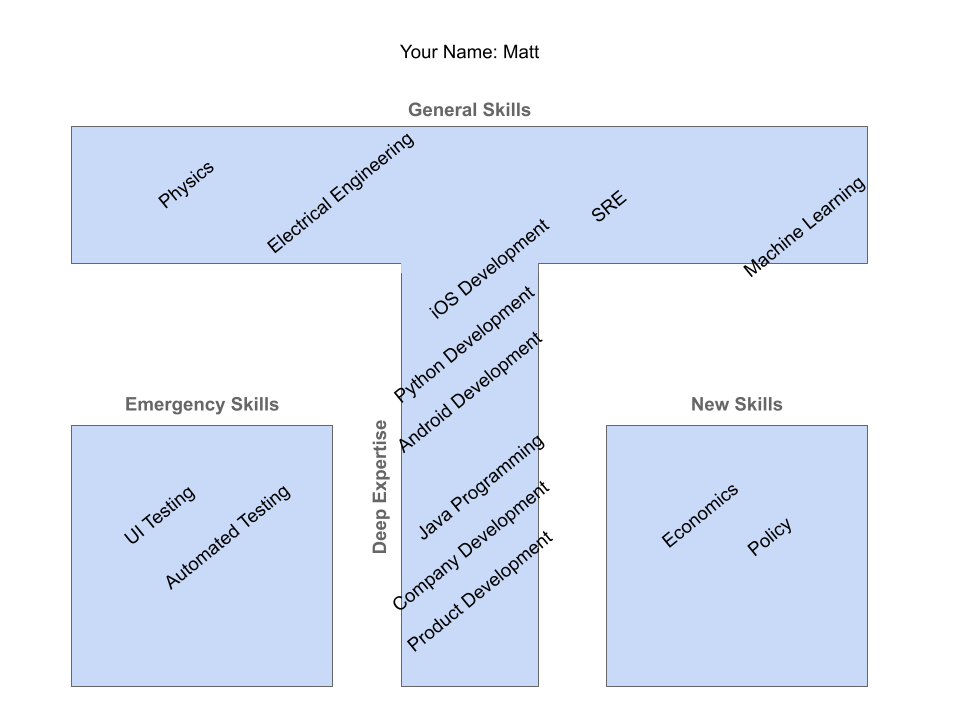 Your Name: Matt
General Skills
Physics
Electrical Engineering
SRE
Machine Learning
iOS Development
Python Development
Android Development
Java Programming
Company Development
Product Development
Deep Expertise
Emergency Skills
UI Testing
Automated Testing
New Skills
Economics
Policy